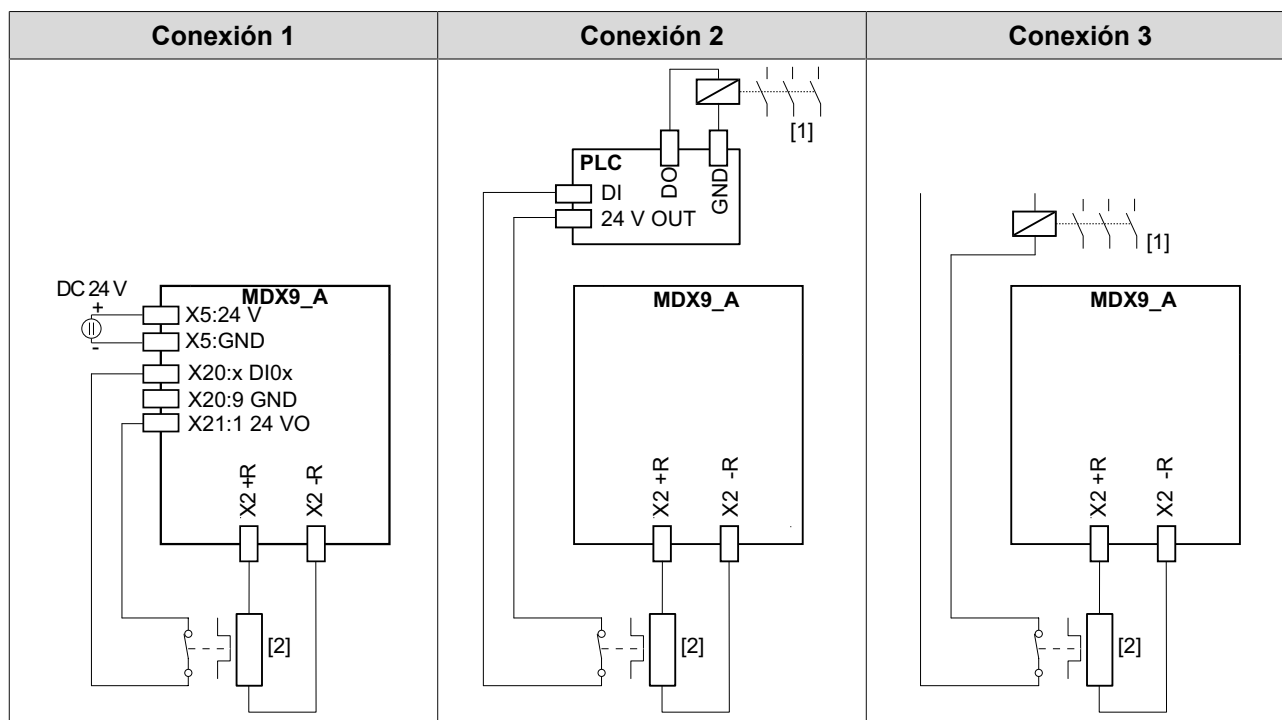 Conexión 1
Conexión 2
Conexión 3
DC 24 V
+
-
MDX9_A
X5:24 V
X5:GND
X20:x DI0x
X20:9 GND
X21:1 24 VO
X2 +R
X2 -R
[2]
[1]
PLC
DO
GND
DI
24 V OUT
MDX9_A
X2 +R
X2 -R
[2]
[1]
MDX9_A
X2 +R
X2 -R
[2]